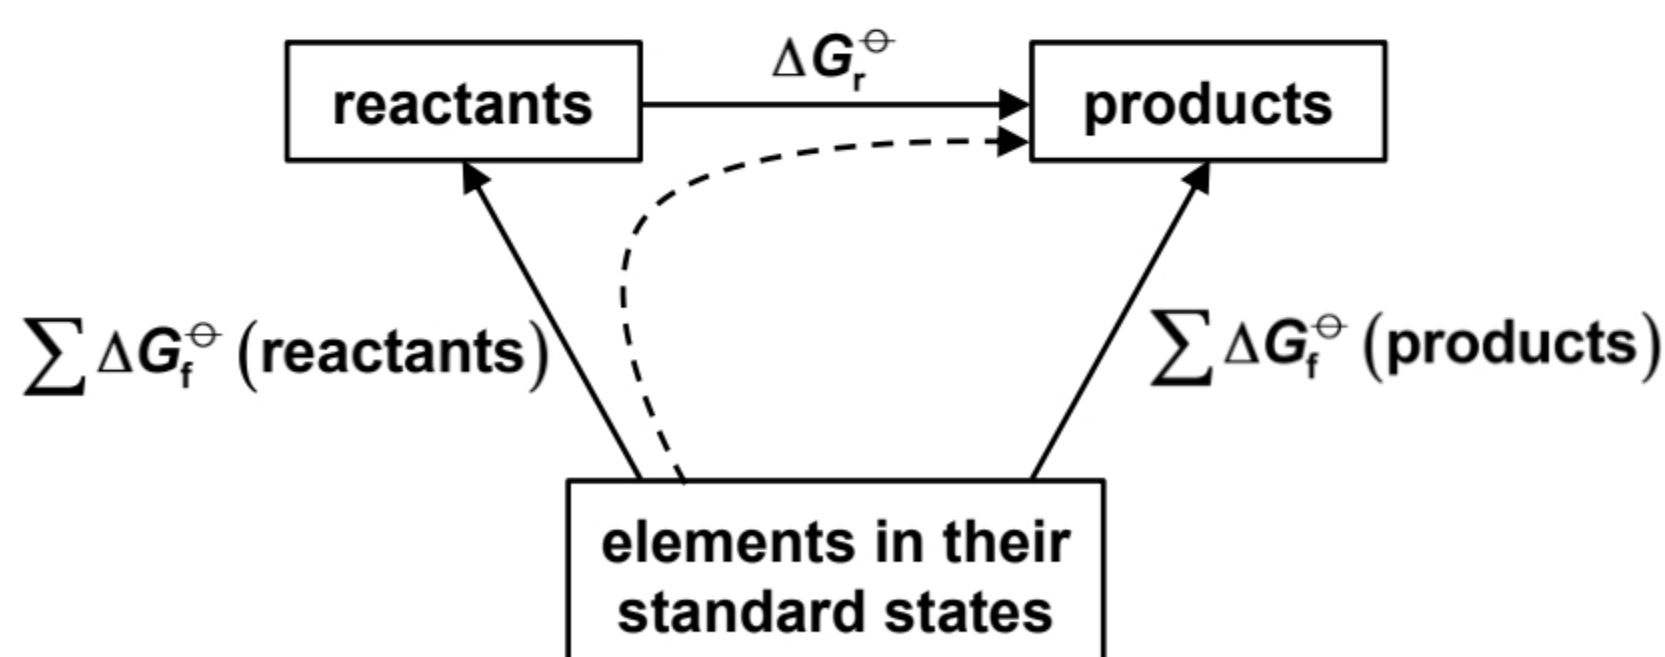 ΔG_r^⦵
reactants
products
∑ ΔG_f^⦵ (reactants)
∑ ΔG_f^⦵ (products)
elements in their
standard states